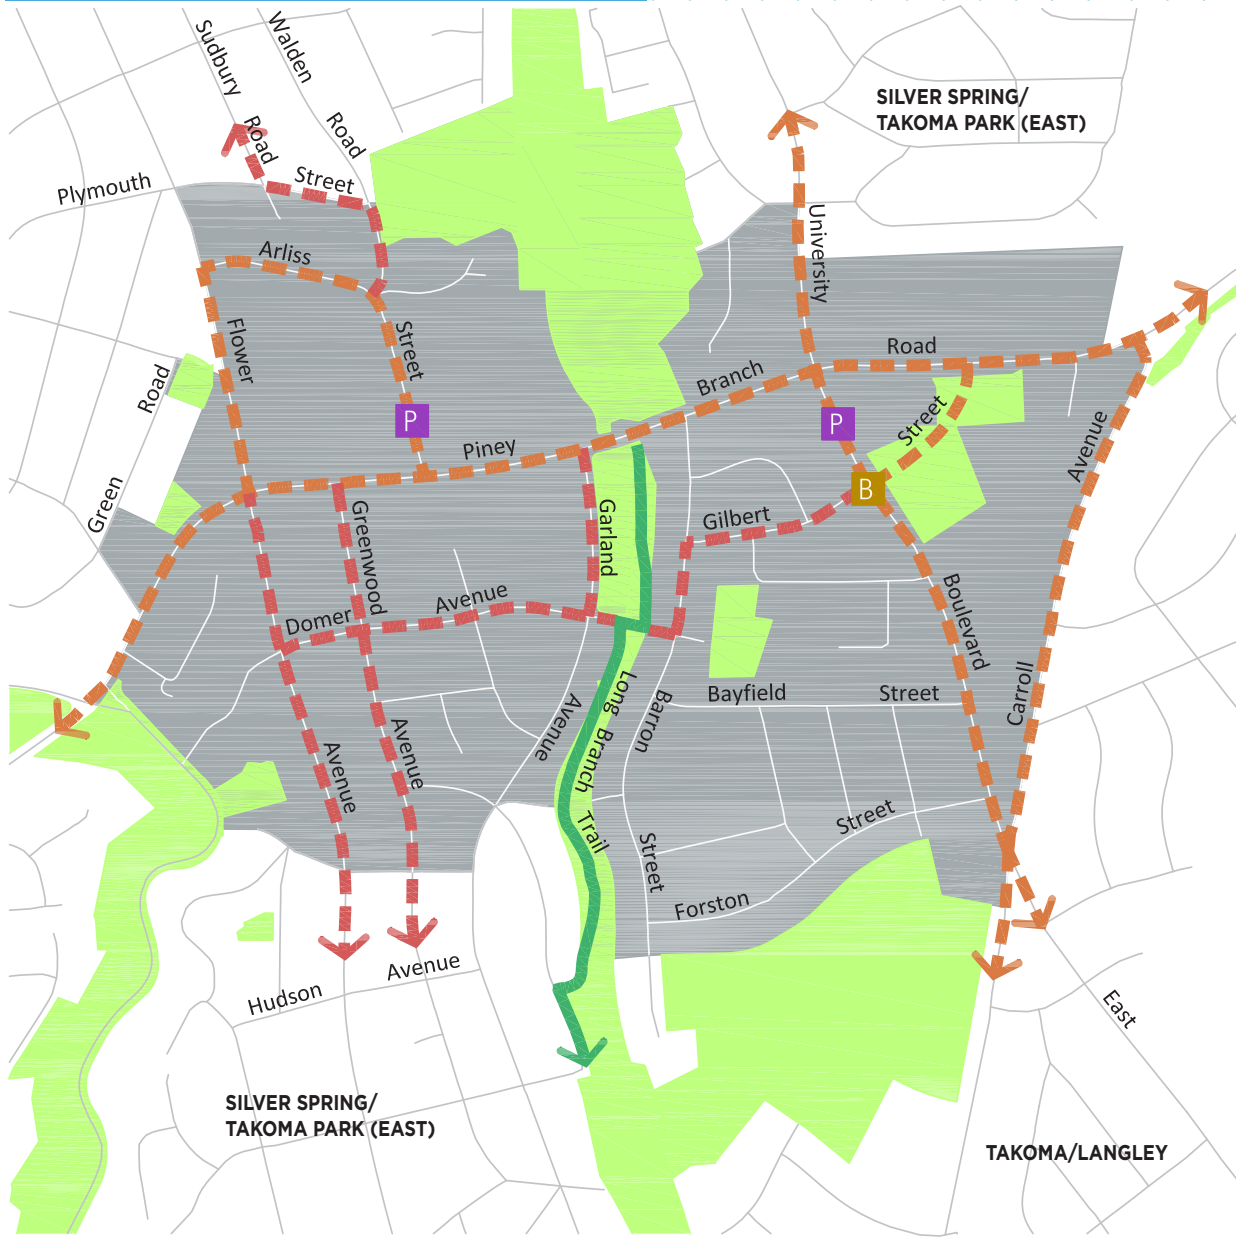 Sudbury
Road
Walden
Road
SILVER SPRING/
TAKOMA PARK (EAST)
Plymouth
Street
Arliss
University
Flower
Street
Road
Branch
Road
P
P
Street
Piney
Avenue
Green
Greenwood
Garland
Gilbert
B
Domer
Avenue
Boulevard
Long
Branch
Trail
Barron
Bayfield
Street
Carroll
Avenue
Avenue
Avenue
Street
Street
Forston
Hudson
Avenue
East
SILVER SPRING/
TAKOMA PARK (EAST)
TAKOMA/LANGLEY